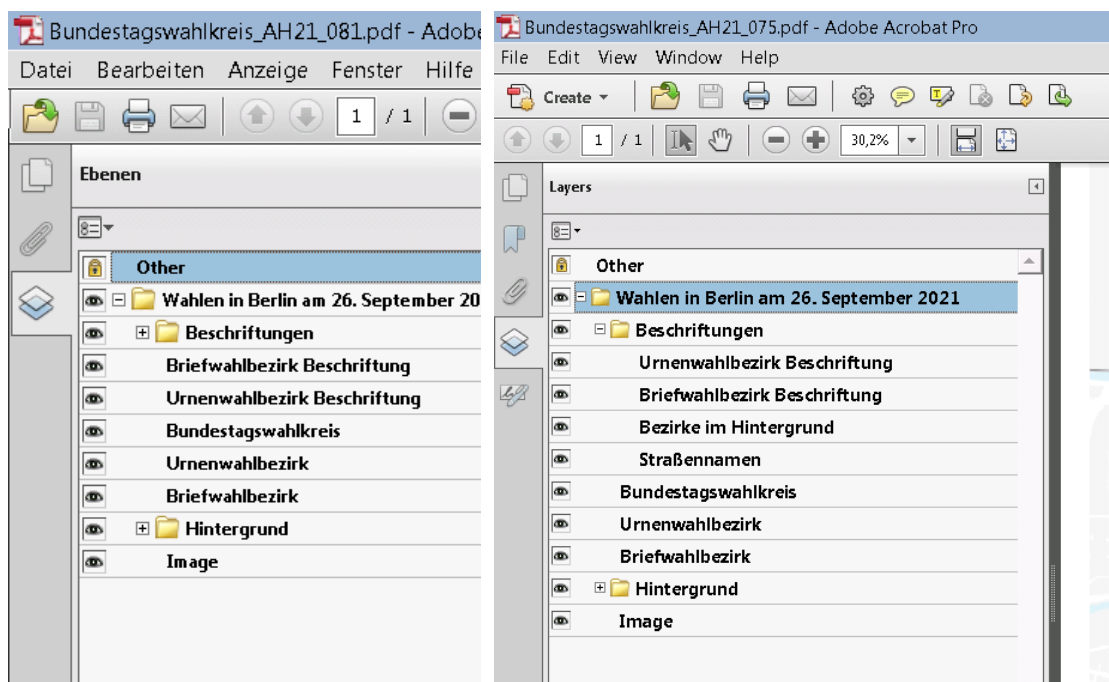 Bundestagswahlkreis_AH21_081.pdf - Adobe
Datei Bearbeiten Anzeige Fenster Hilfe
1 / 1
Ebenen
Other
Wahlen in Berlin am 26. September 20
Beschriftungen
Briefwahlbezirk Beschriftung
Urnenwahlbezirk Beschriftung
Bundestagswahlkreis
Urnenwahlbezirk
Briefwahlbezirk
Hintergrund
Image
Bundestagswahlkreis_AH21_075.pdf - Adobe Acrobat Pro
File Edit View Window Help
Create
1 / 1 30,2%
Layers
Other
Wahlen in Berlin am 26. September 2021
Beschriftungen
Urnenwahlbezirk Beschriftung
Briefwahlbezirk Beschriftung
Bezirke im Hintergrund
Straßennamen
Bundestagswahlkreis
Urnenwahlbezirk
Briefwahlbezirk
Hintergrund
Image